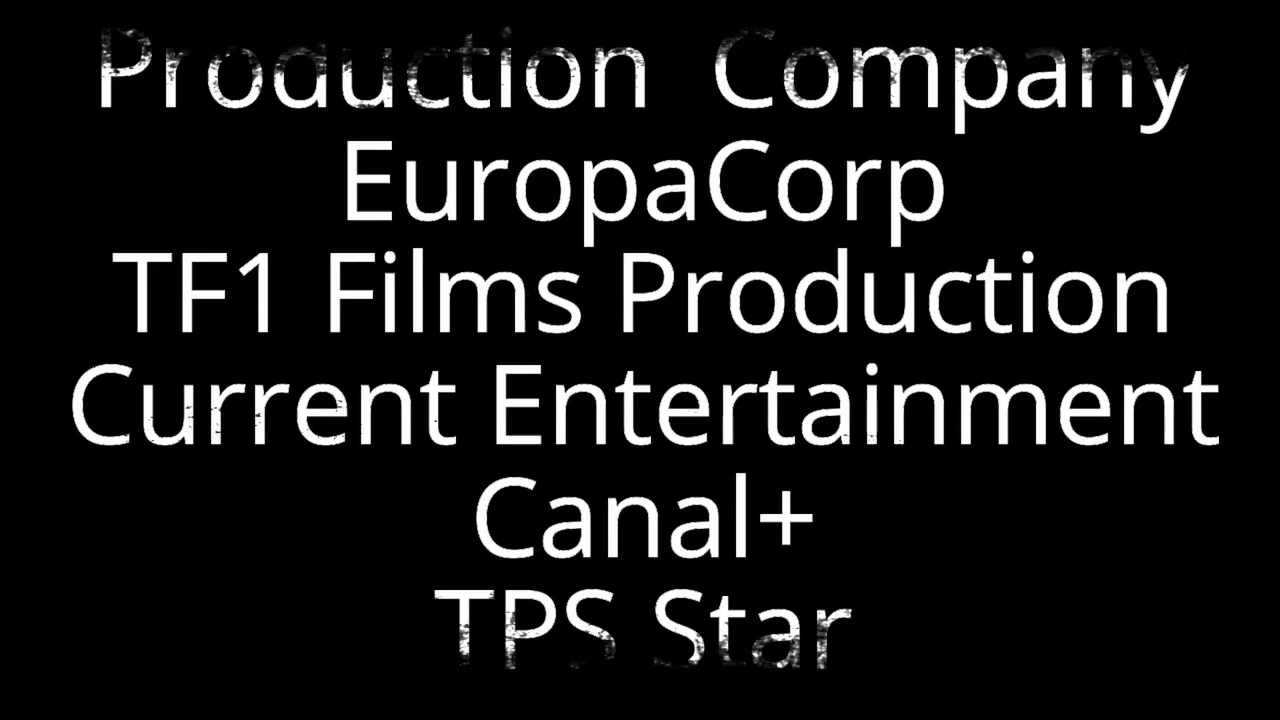 Production Company
EuropaCorp
TF1 Films Production
Current Entertainment
Canal+
TPS Star